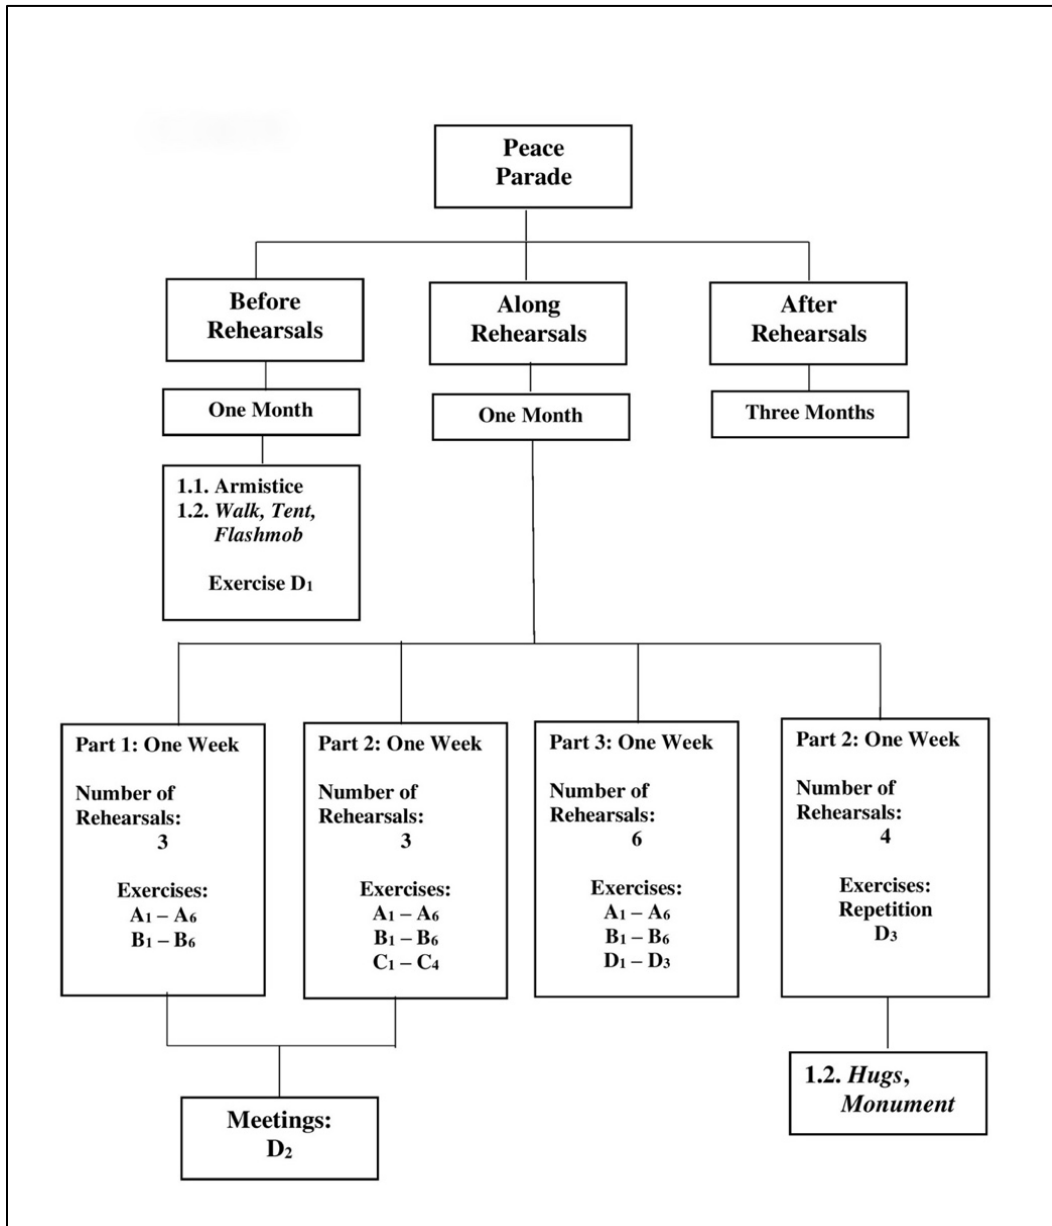 Peace
Parade
Before
Rehearsals
Along
Rehearsals
After
Rehearsals
One Month
One Month
Three Months
1.1. Armistice
1.2. Walk, Tent,
Flashmob
Exercise D₁
Part 1: One Week
Number of
Rehearsals:
3
Exercises:
A₁ – A₆
B₁ – B₆
Part 2: One Week
Number of
Rehearsals:
3
Exercises:
A₁ – A₆
B₁ – B₆
C₁ – C₄
Part 3: One Week
Number of
Rehearsals:
6
Exercises:
A₁ – A₆
B₁ – B₆
D₁ – D₃
Part 2: One Week
Number of
Rehearsals:
4
Exercises:
Repetition
D₃
Meetings:
D₂
1.2. Hugs,
Monument